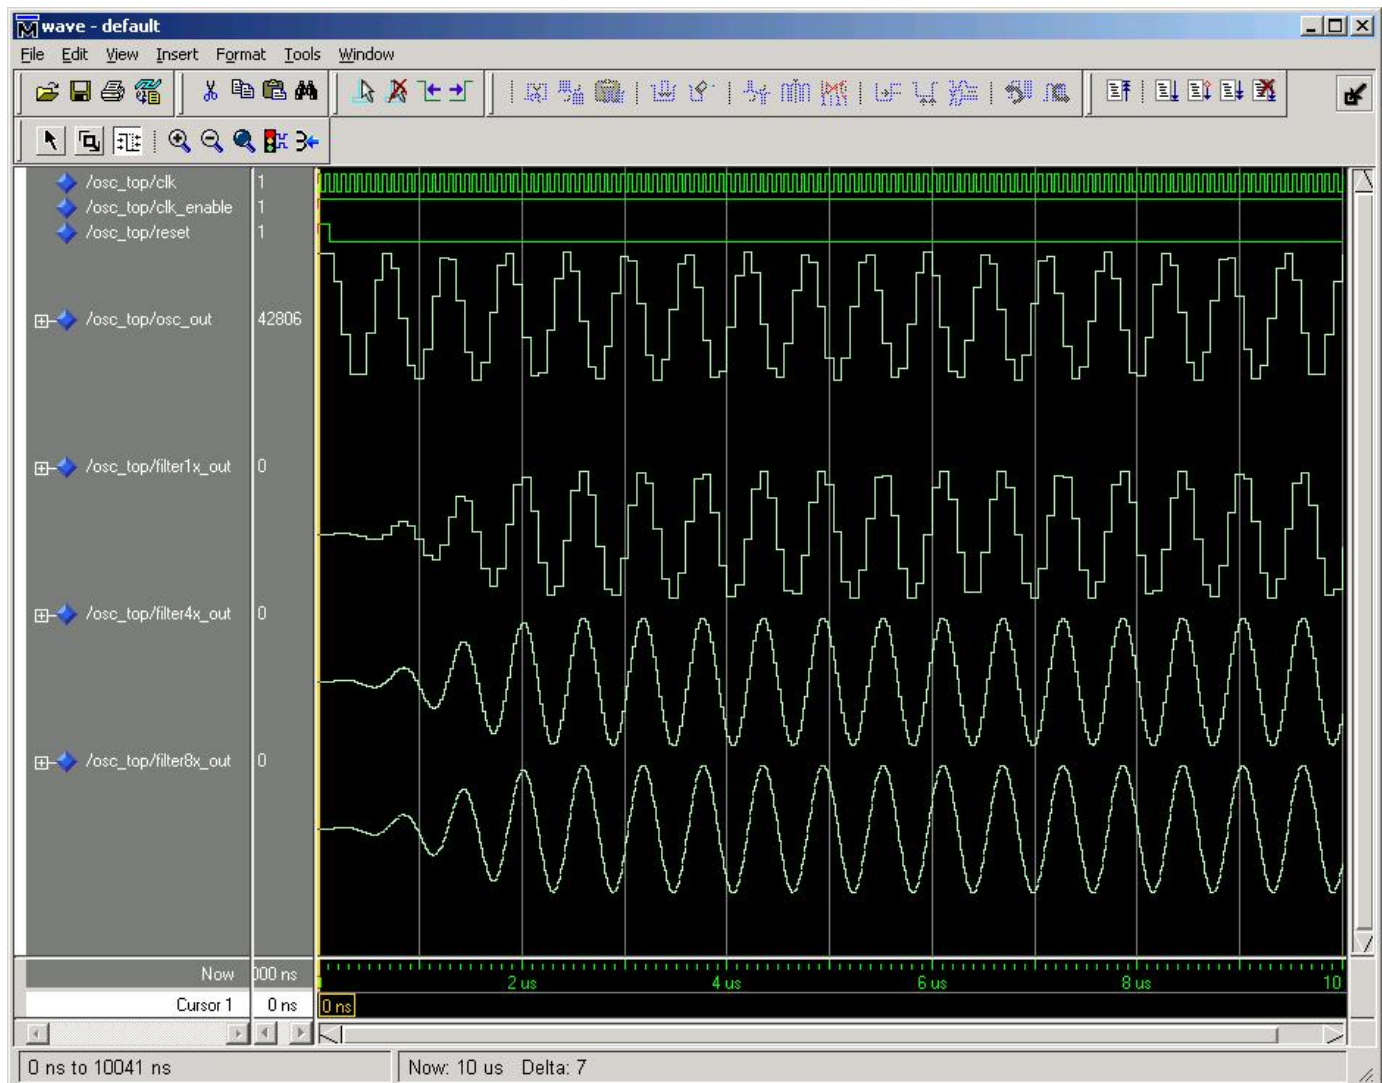 wave - default
File Edit View Insert Format Tools Window
/osc_top/clk 1
/osc_top/clk_enable 1
/osc_top/reset 1
/osc_top/osc_out 42806
/osc_top/filter1x_out 0
/osc_top/filter4x_out 0
/osc_top/filter8x_out 0
Now 000 ns
2 us 4 us 6 us 8 us 10
Cursor 1 0 ns 0 ns
0 ns to 10041 ns Now: 10 us Delta: 7